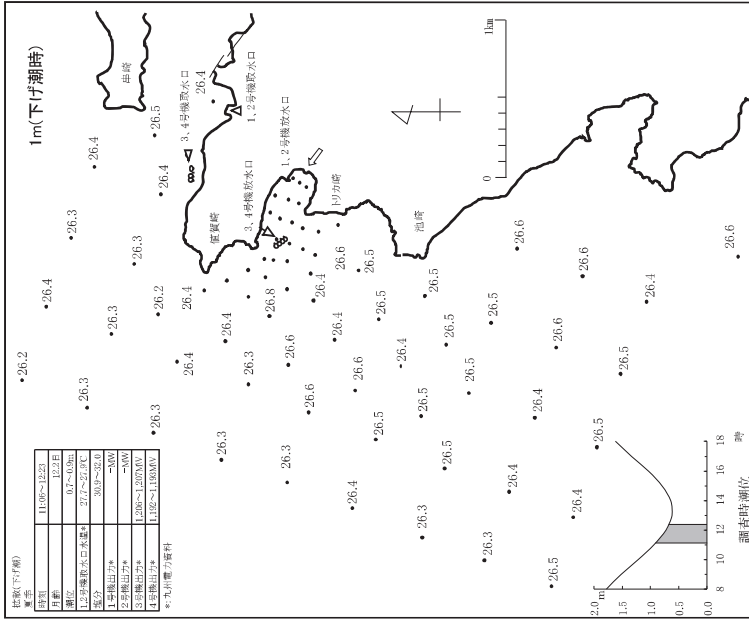 1m(下げ潮時)
拡散(下げ潮)
夏季
時刻 11:06～12:23
月齢 12.2日
潮位 0.7～0.9m
1,2号機取水口水温* 27.7～27.9℃
塩分 30.9～32.0
1号機出力* －MW
2号機出力* －MW
3号機出力* 1,206～1,207MW
4号機出力* 1,192～1,193MW
*:九州電力資料
串崎
3, 4号機取水口
1, 2号機取水口
値賀崎
3, 4号機放水口
1, 2号機放水口
トリカ崎
池崎
0 1km
26.2
26.4
26.3
26.4
26.5
26.3
26.3
26.3
26.4
26.4
26.3
26.2
26.4
26.4
26.3
26.4
26.3
26.8
26.3
26.6
26.6
26.4
26.6
26.4
26.6
26.5
26.4
26.5
26.5
26.4
26.5
26.5
26.3
26.5
26.5
26.5
26.6
26.3
26.4
26.4
26.6
26.6
26.5
26.4
26.5
26.4
26.5
26.6
m
2.0
1.5
1.0
0.5
0.0
8 10 12 14 16 18
時
調査時潮位